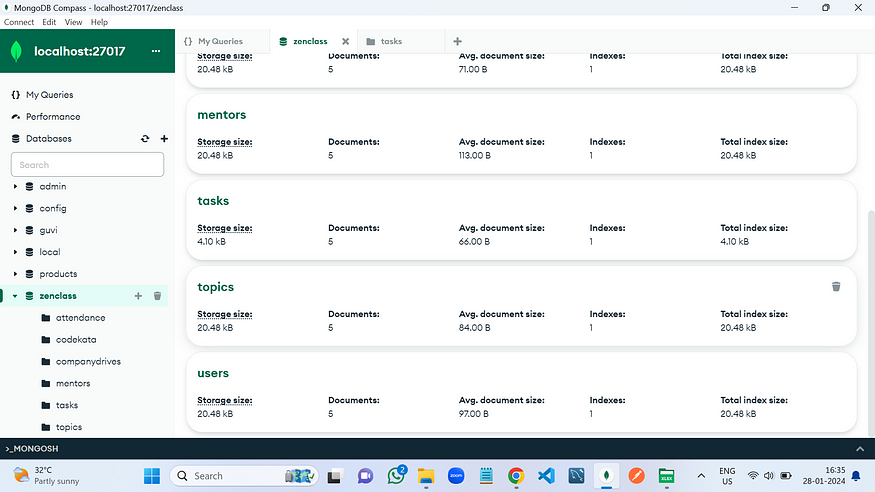 MongoDB Compass - localhost:27017/zenclass
Connect Edit View Help
localhost:27017 ...
{} My Queries
Performance
Databases
Search
admin
config
guvi
local
products
zenclass
attendance
codekata
companydrives
mentors
tasks
topics
{} My Queries zenclass tasks
Storage size: Documents: Avg. document size: Indexes: Total index size:
20.48 kB 5 71.00 B 1 20.48 kB
mentors
Storage size: Documents: Avg. document size: Indexes: Total index size:
20.48 kB 5 113.00 B 1 20.48 kB
tasks
Storage size: Documents: Avg. document size: Indexes: Total index size:
4.10 kB 5 66.00 B 1 4.10 kB
topics
Storage size: Documents: Avg. document size: Indexes: Total index size:
20.48 kB 5 84.00 B 1 20.48 kB
users
Storage size: Documents: Avg. document size: Indexes: Total index size:
20.48 kB 5 97.00 B 1 20.48 kB
>_MONGOSH
32°C
Partly sunny
Search
2
zoom
XLSX
ENG
US
16:35
28-01-2024